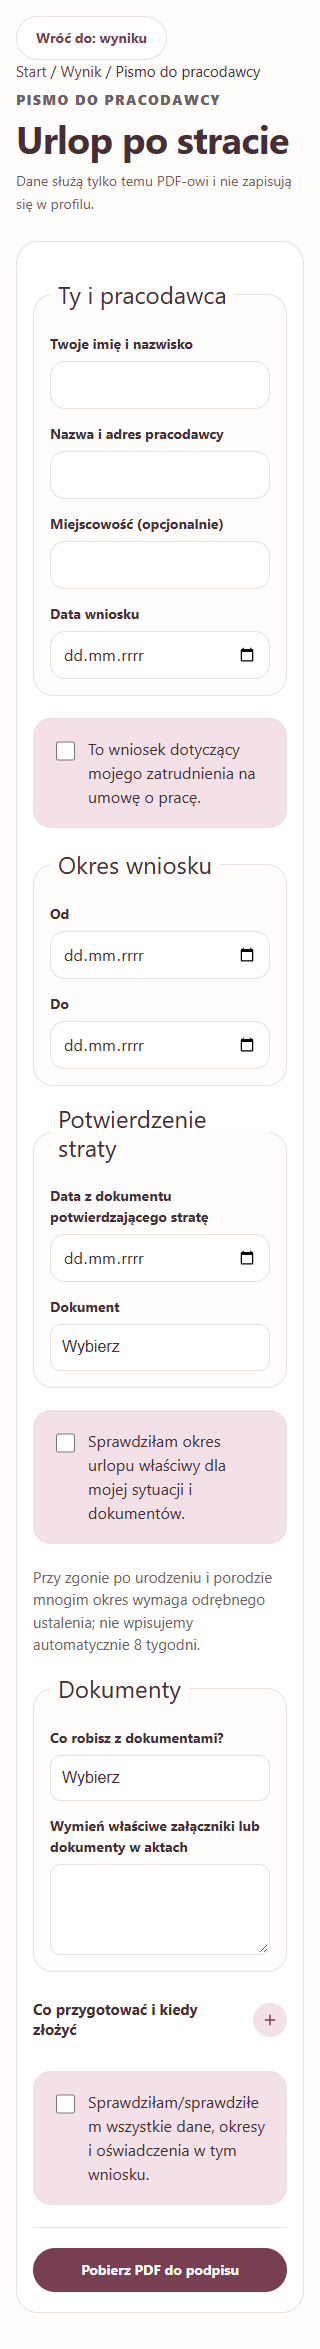 Wróć do: wyniku
Start / Wynik / Pismo do pracodawcy
PISMO DO PRACODAWCY
Urlop po stracie
Dane służą tylko temu PDF-owi i nie zapisują
się w profilu.
Ty i pracodawca
Twoje imię i nazwisko
Nazwa i adres pracodawcy
Miejscowość (opcjonalnie)
Data wniosku
dd.mm.rrrr
To wniosek dotyczący
mojego zatrudnienia na
umowę o pracę.
Okres wniosku
Od
dd.mm.rrrr
Do
dd.mm.rrrr
Potwierdzenie
straty
Data z dokumentu
potwierdzającego stratę
dd.mm.rrrr
Dokument
Wybierz
Sprawdziłam okres
urlopu właściwy dla
mojej sytuacji i
dokumentów.
Przy zgonie po urodzeniu i porodzie
mnogim okres wymaga odrębnego
ustalenia; nie wpisujemy
automatycznie 8 tygodni.
Dokumenty
Co robisz z dokumentami?
Wybierz
Wymień właściwe załączniki lub
dokumenty w aktach
Co przygotować i kiedy
złożyć
+
Sprawdziłam/sprawdziłe
m wszystkie dane, okresy
i oświadczenia w tym
wniosku.
Pobierz PDF do podpisu